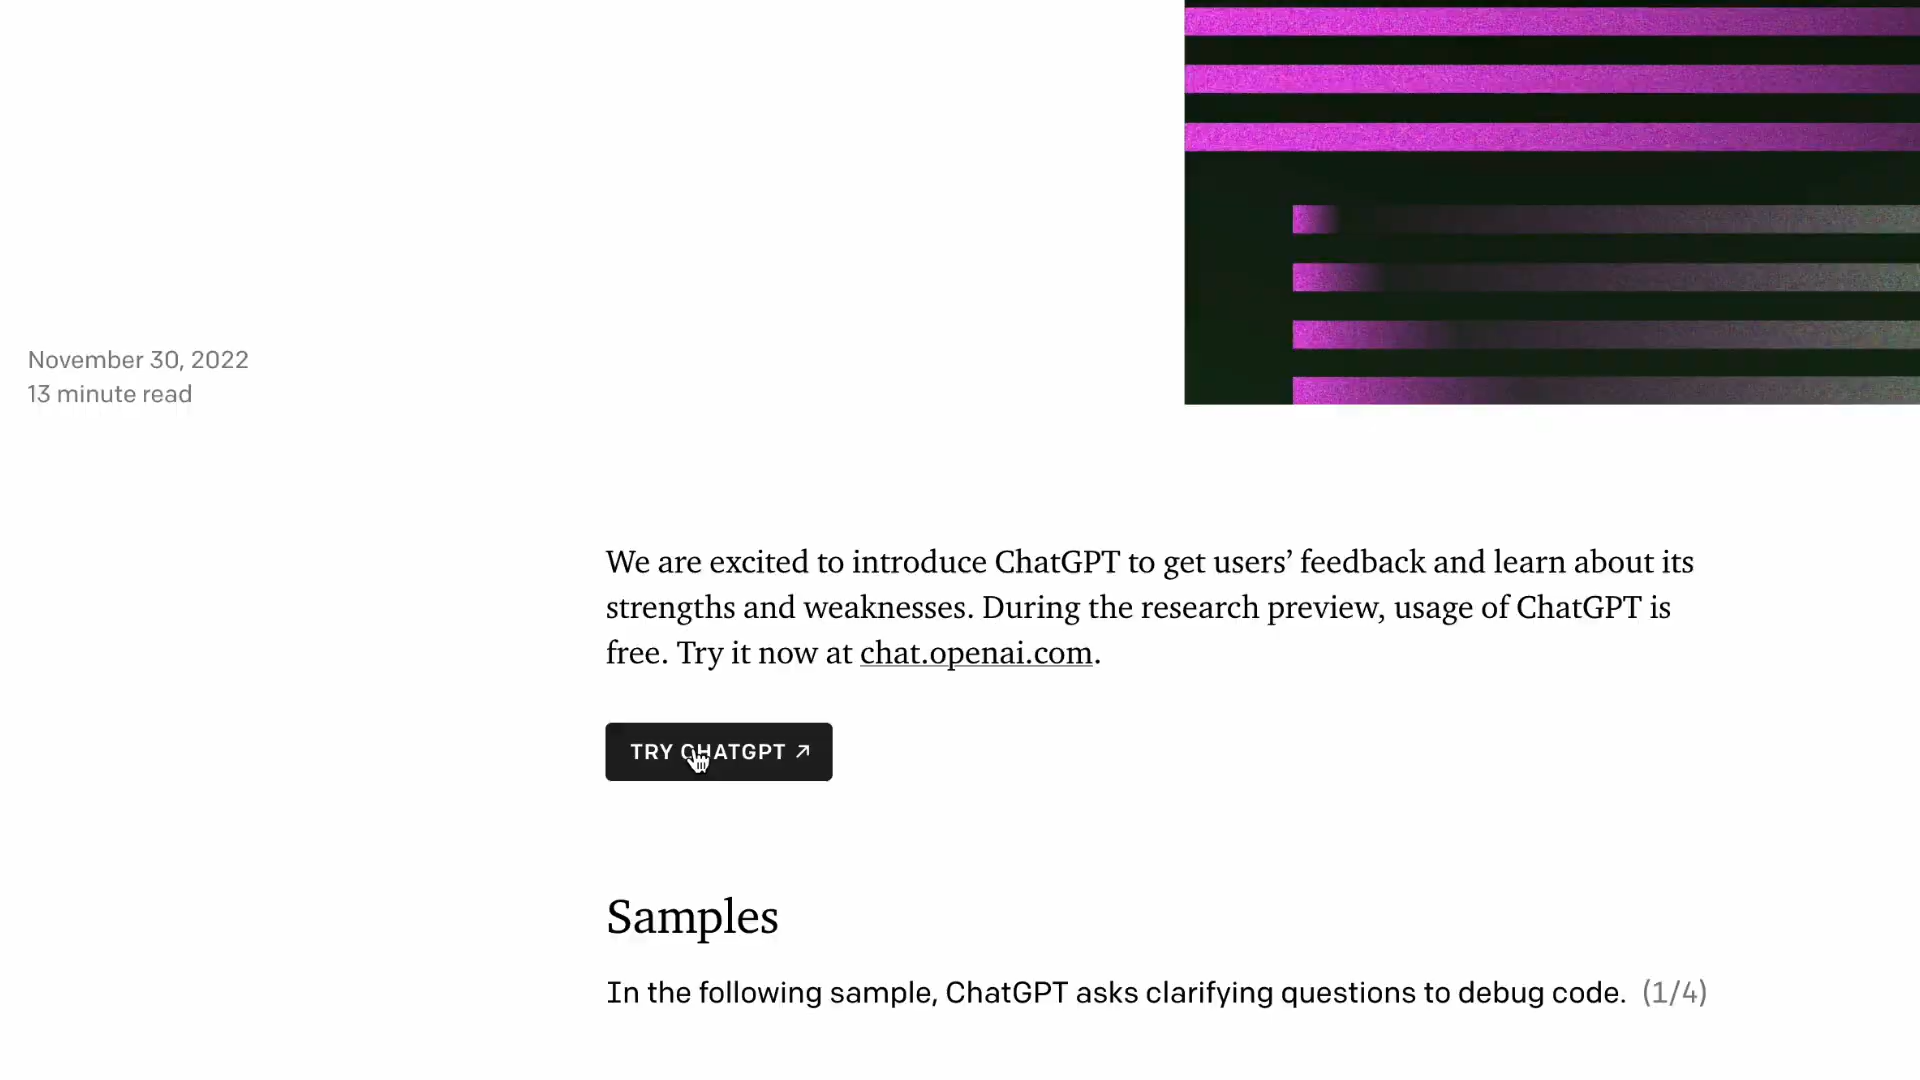 November 30, 2022
13 minute read
We are excited to introduce ChatGPT to get users’ feedback and learn about its
strengths and weaknesses. During the research preview, usage of ChatGPT is
free. Try it now at chat.openai.com.
TRY CHATGPT ↗
Samples
In the following sample, ChatGPT asks clarifying questions to debug code. (1/4)